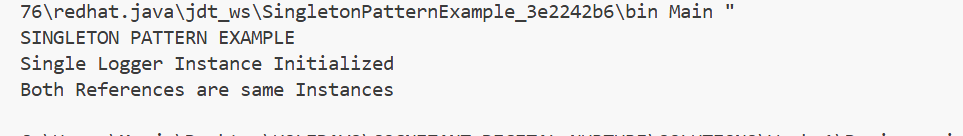 76\redhat.java\jdt_ws\SingletonPatternExample_3e2242b6\bin Main "
SINGLETON PATTERN EXAMPLE
Single Logger Instance Initialized
Both References are same Instances